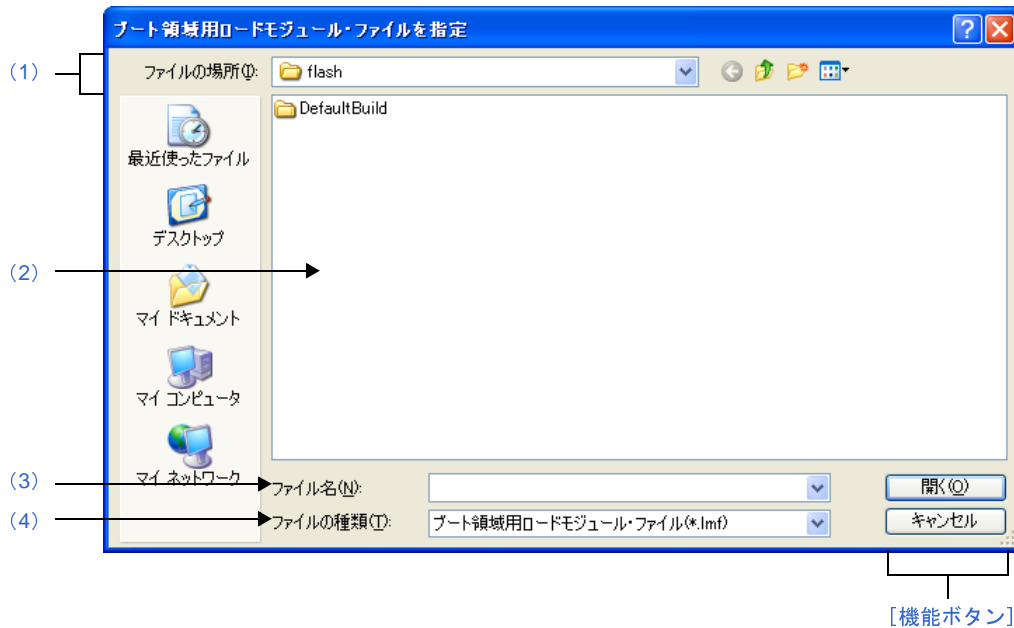 ブート領域用ロードモジュール・ファイルを指定
(1)
ファイルの場所(I):
flash
DefaultBuild
最近使ったファイル
デスクトップ
(2)
マイ ドキュメント
マイ コンピュータ
マイ ネットワーク
(3)
ファイル名(N):
開く(O)
(4)
ファイルの種類(T):
ブート領域用ロードモジュール・ファイル(*.lmf)
キャンセル
[機能ボタン]